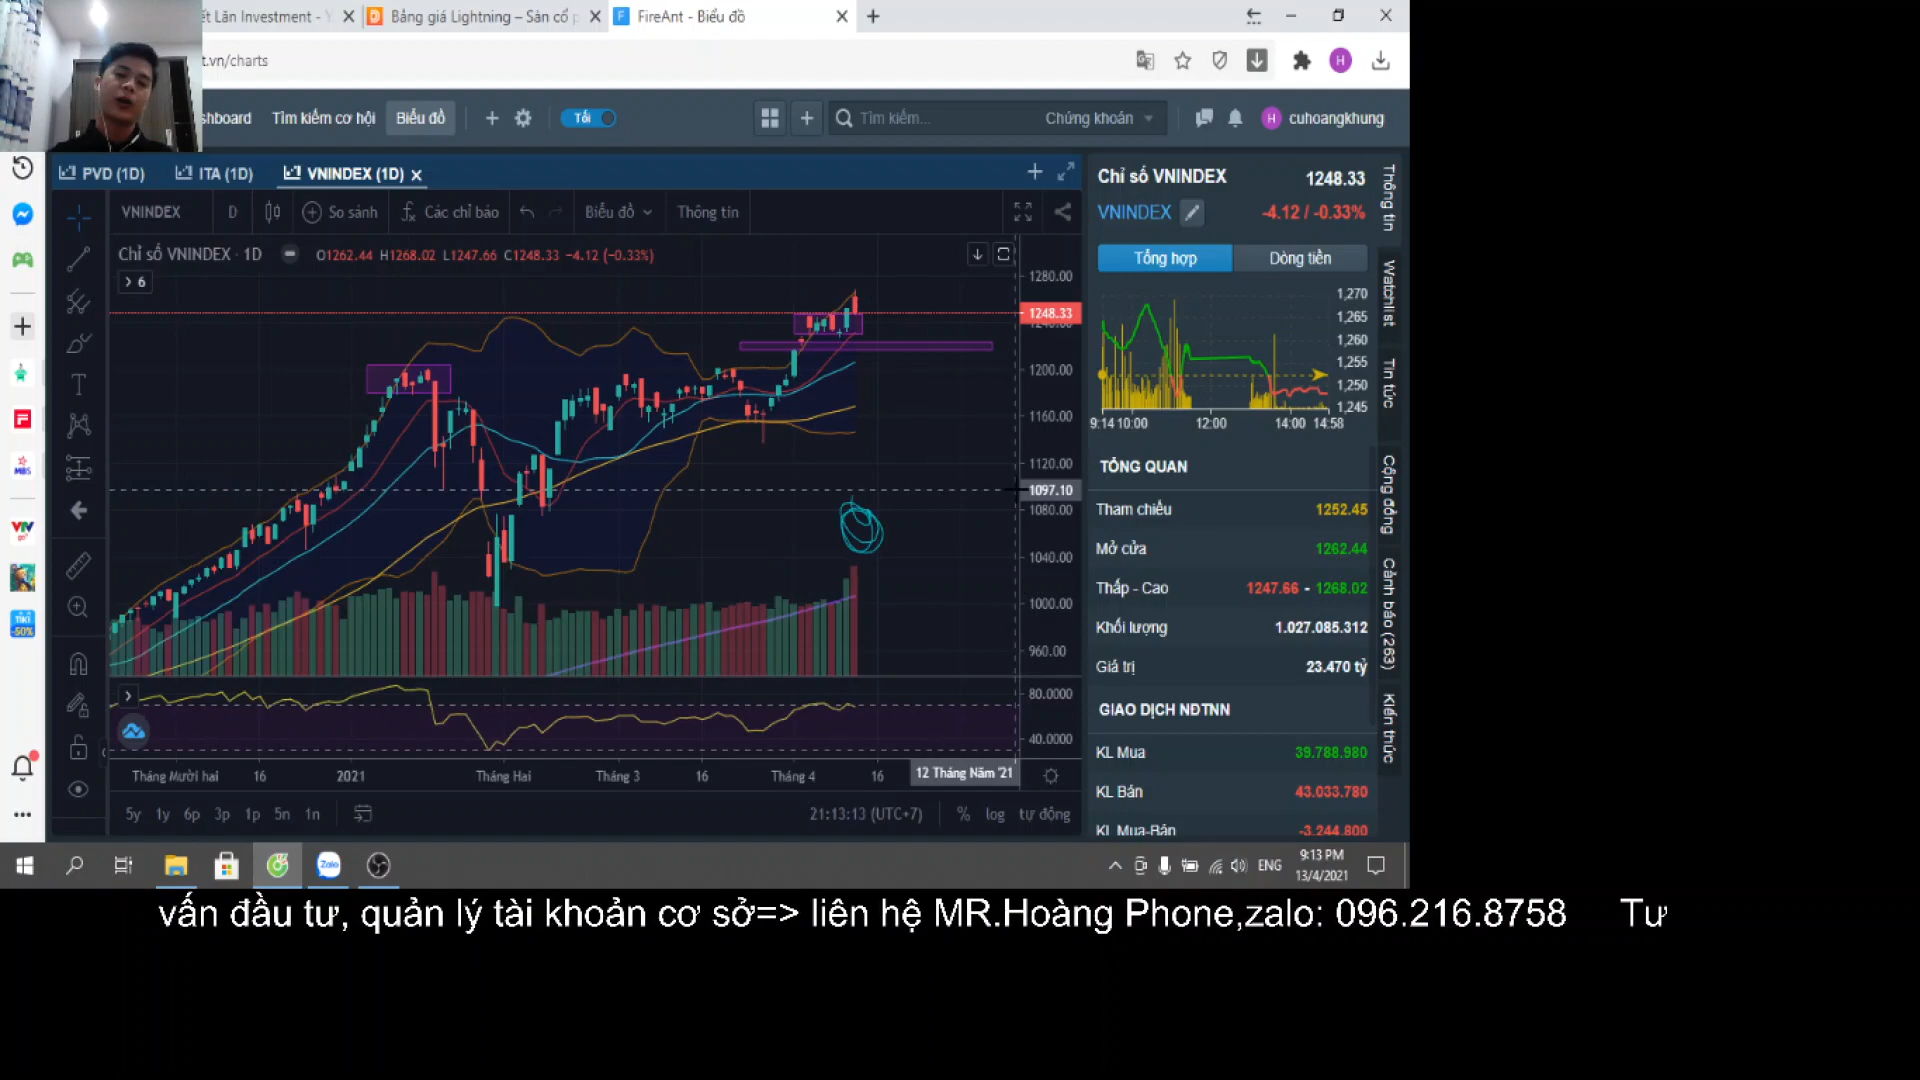 ết Lân Investment - Y
Bảng giá Lightning – Sàn cổ p
FireAnt - Biểu đồ
t.vn/charts
shboard
Tìm kiếm cơ hội
Biểu đồ
Tối
Tìm kiếm...
Chứng khoán
H cuhoangkhung
PVD (1D)
ITA (1D)
VNINDEX (1D)
VNINDEX
D
So sánh
Các chỉ báo
Biểu đồ
Thông tin
Chỉ số VNINDEX · 1D
O1262.44 H1268.02 L1247.66 C1248.33 −4.12 (−0.33%)
6
1280.00
1248.33
1240.00
1200.00
1160.00
1120.00
1097.10
1080.00
1040.00
1000.00
960.00
80.0000
40.0000
Tháng Mười hai
16
2021
Tháng Hai
Tháng 3
16
Tháng 4
16
12 Tháng Năm '21
5y 1y 6p 3p 1p 5n 1n
21:13:13 (UTC+7)
% log tự động
Chỉ số VNINDEX
1248.33
VNINDEX
-4.12 / -0.33%
Tổng hợp
Dòng tiền
1,270
1,265
1,260
1,255
1,250
1,245
9:14 10:00 12:00 14:00 14:58
TỔNG QUAN
Tham chiếu 1252.45
Mở cửa 1262.44
Thấp - Cao 1247.66 - 1268.02
Khối lượng 1.027.085.312
Giá trị 23.470 tỷ
GIAO DỊCH NĐTNN
KL Mua 39.788.980
KL Bán 43.033.780
KL Mua-Bán -3.244.800
Thông tin
Watchlist
Tin tức
Cộng đồng
Cảnh báo (263)
Kiến thức
MBS
VTV
TIKI
-50%
Zalo
ENG
9:13 PM
13/4/2021
vấn đầu tư, quản lý tài khoản cơ sở=> liên hệ MR.Hoàng Phone,zalo: 096.216.8758 Tư